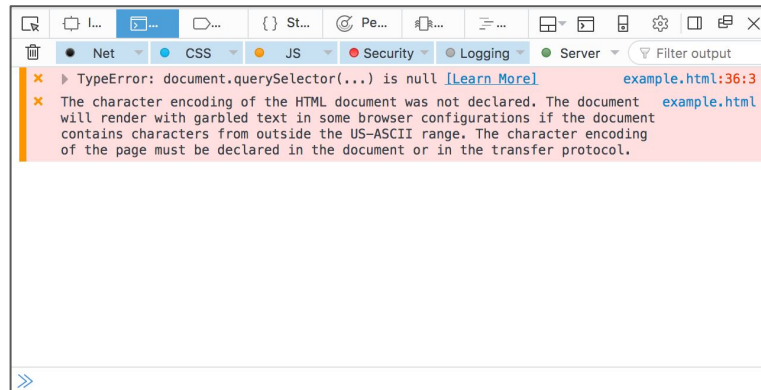 I... ... ... { } St... Pe... ... ...
Net CSS JS Security Logging Server Filter output
TypeError: document.querySelector(...) is null [Learn More] example.html:36:3
The character encoding of the HTML document was not declared. The document example.html
will render with garbled text in some browser configurations if the document
contains characters from outside the US-ASCII range. The character encoding
of the page must be declared in the document or in the transfer protocol.